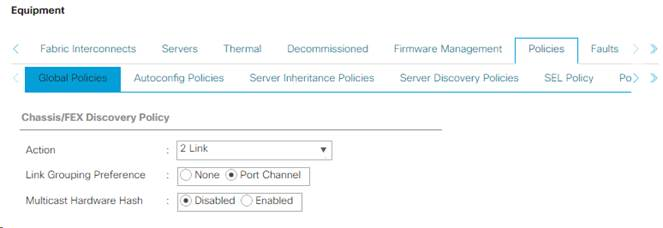 Equipment
Fabric Interconnects Servers Thermal Decommissioned Firmware Management Policies Faults
Global Policies Autoconfig Policies Server Inheritance Policies Server Discovery Policies SEL Policy Po
Chassis/FEX Discovery Policy
Action : 2 Link
Link Grouping Preference : None Port Channel
Multicast Hardware Hash : Disabled Enabled